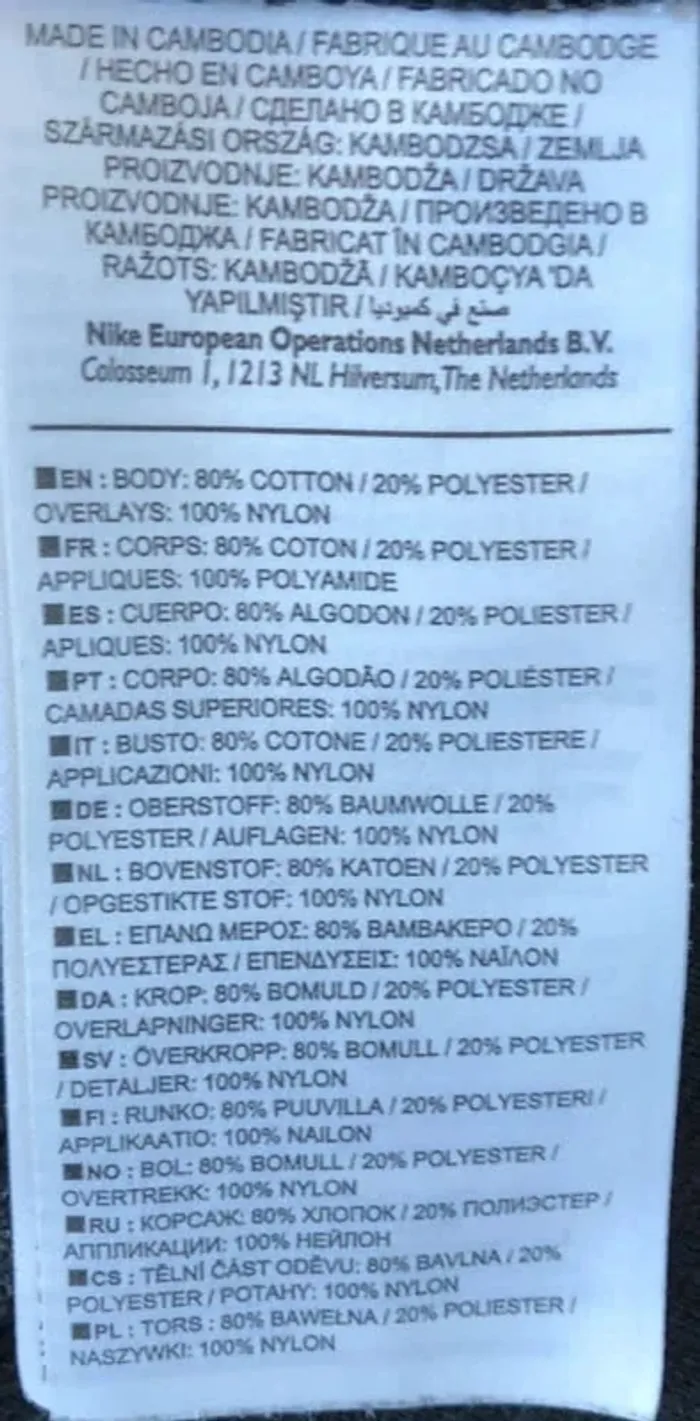 MADE IN CAMBODIA / FABRIQUE AU CAMBODGE
/ HECHO EN CAMBOYA / FABRICADO NO
CAMBOJA / СДЕЛАНО В КАМБОДЖЕ /
SZÁRMAZÁSI ORSZÁG: KAMBODZSA / ZEMLJA
PROIZVODNJE: KAMBODŽA / DRŽAVA
PROIZVODNJE: KAMBODŽA / ПРОИЗВЕДЕНО В
КАМБОДЖА / FABRICAT ÎN CAMBODGIA /
RAŽOTS: KAMBODŽĀ / KAMBOÇYA 'DA
YAPILMIŞTIR / صنع في كمبوديا
Nike European Operations Netherlands B.V.
Colosseum 1, 1213 NL Hilversum, The Netherlands
EN : BODY: 80% COTTON / 20% POLYESTER /
OVERLAYS: 100% NYLON
FR : CORPS: 80% COTON / 20% POLYESTER /
APPLIQUES: 100% POLYAMIDE
ES : CUERPO: 80% ALGODON / 20% POLIESTER /
APLIQUES: 100% NYLON
PT : CORPO: 80% ALGODÃO / 20% POLIÉSTER /
CAMADAS SUPERIORES: 100% NYLON
IT : BUSTO: 80% COTONE / 20% POLIESTERE /
APPLICAZIONI: 100% NYLON
DE : OBERSTOFF: 80% BAUMWOLLE / 20%
POLYESTER / AUFLAGEN: 100% NYLON
NL : BOVENSTOF: 80% KATOEN / 20% POLYESTER
/ OPGESTIKTE STOF: 100% NYLON
EL : ΕΠΑΝΩ ΜΕΡΟΣ: 80% ΒΑΜΒΑΚΕΡΟ / 20%
ΠΟΛΥΕΣΤΕΡΑΣ / ΕΠΕΝΔΥΣΕΙΣ: 100% ΝΑΪΛΟΝ
DA : KROP: 80% BOMULD / 20% POLYESTER /
OVERLAPNINGER: 100% NYLON
SV : ÖVERKROPP: 80% BOMULL / 20% POLYESTER
/ DETALJER: 100% NYLON
FI : RUNKO: 80% PUUVILLA / 20% POLYESTERI /
APPLIKAATIO: 100% NAILON
NO : BOL: 80% BOMULL / 20% POLYESTER /
OVERTREKK: 100% NYLON
RU : КОРСАЖ: 80% ХЛОПОК / 20% ПОЛИЭСТЕР /
АППЛИКАЦИИ: 100% НЕЙЛОН
CS : TĚLNÍ ČÁST ODĚVU: 80% BAVLNA / 20%
POLYESTER / POTAHY: 100% NYLON
PL : TORS : 80% BAWEŁNA / 20% POLIESTER /
NASZYWKI: 100% NYLON